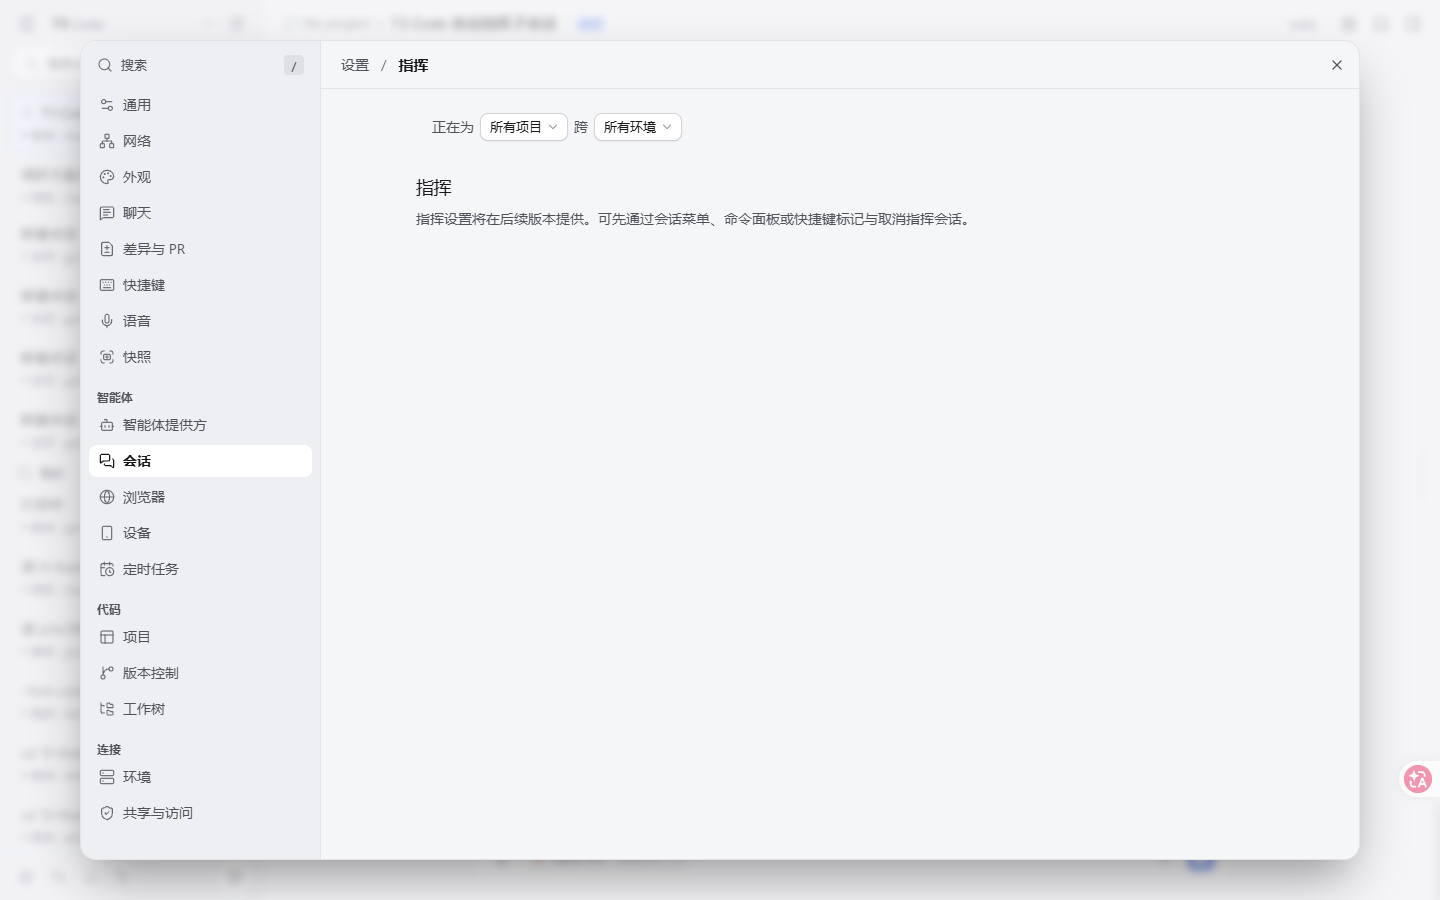 搜索 /
通用
网络
外观
聊天
差异与 PR
快捷键
语音
快照
智能体
智能体提供方
会话
浏览器
设备
定时任务
代码
项目
版本控制
工作树
连接
环境
共享与访问
设置 / 指挥
正在为 所有项目 跨 所有环境
指挥
指挥设置将在后续版本提供。可先通过会话菜单、命令面板或快捷键标记与取消指挥会话。